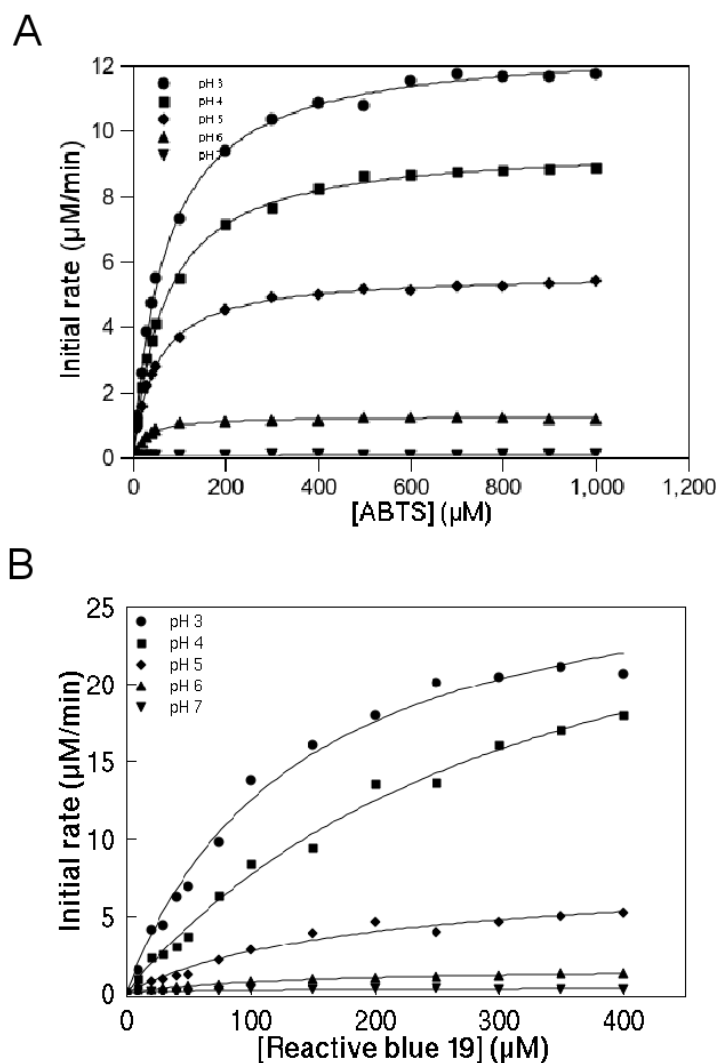 A
12
10
8
6
4
2
0
pH 3
pH 4
pH 5
pH 6
pH 7
Initial rate (µM/min)
0 200 400 600 800 1,000 1,200
[ABTS] (µM)
B
25
20
15
10
5
0
pH 3
pH 4
pH 5
pH 6
pH 7
Initial rate (µM/min)
0 100 200 300 400
[Reactive blue 19] (µM)